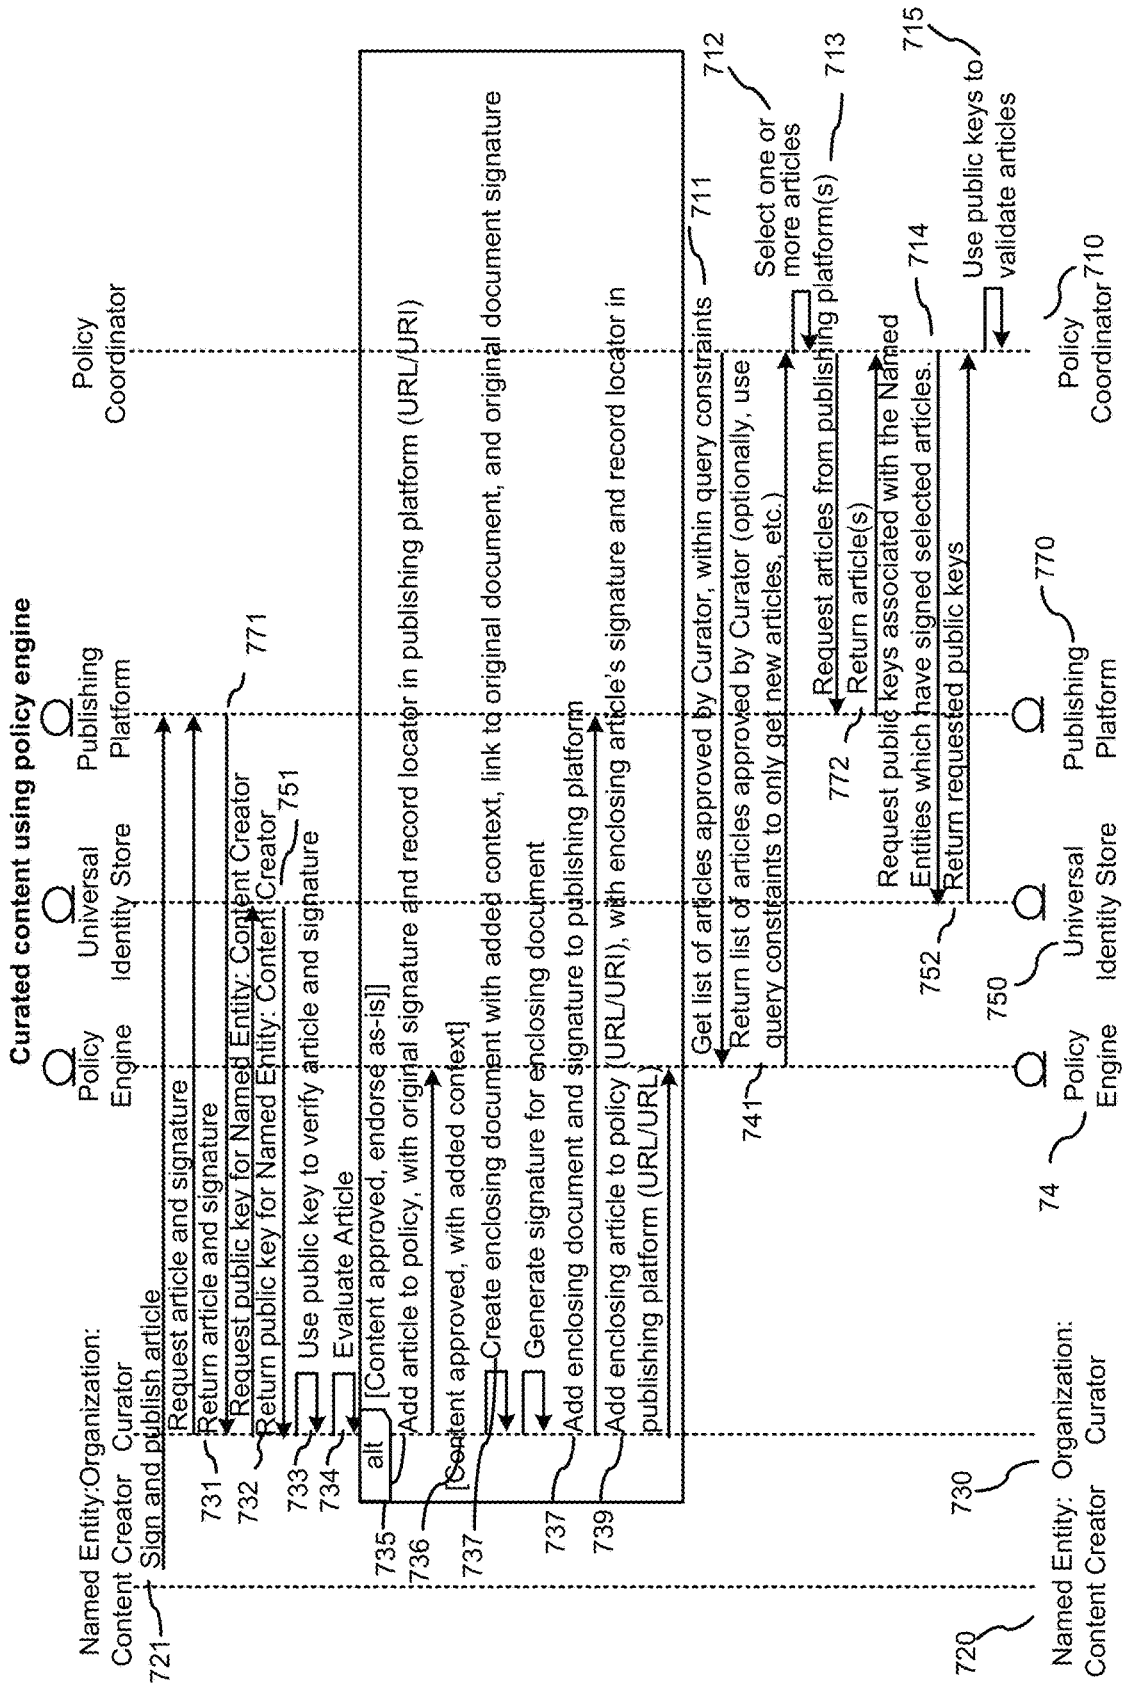 Curated content using policy engine
Named Entity:
Content Creator
Organization:
Curator
Policy
Engine
Universal
Identity Store
Publishing
Platform
Policy
Coordinator
721
Sign and publish article
Request article and signature
731
Return article and signature
771
Request public key for Named Entity: Content Creator
732
Return public key for Named Entity: Content Creator
751
733
Use public key to verify article and signature
734
Evaluate Article
alt
[Content approved, endorse as-is]]
735
Add article to policy, with original signature and record locator in publishing platform (URL/URI)
736
[Content approved, with added context]
737
Create enclosing document with added context, link to original document, and original document signature
Generate signature for enclosing document
737
Add enclosing document and signature to publishing platform
739
Add enclosing article to policy (URL/URI), with enclosing article's signature and record locator in
publishing platform (URL/URL)
Get list of articles approved by Curator, within query constraints
711
Return list of articles approved by Curator (optionally, use
query constraints to only get new articles, etc.)
741
712
Select one or
more articles
Request articles from publishing platform(s)
713
772
Return article(s)
Request public keys associated with the Named
Entities which have signed selected articles.
714
752
Return requested public keys
715
Use public keys to
validate articles
720
Named Entity:
Content Creator
730
Organization:
Curator
74
Policy
Engine
750
Universal
Identity Store
770
Publishing
Platform
710
Policy
Coordinator